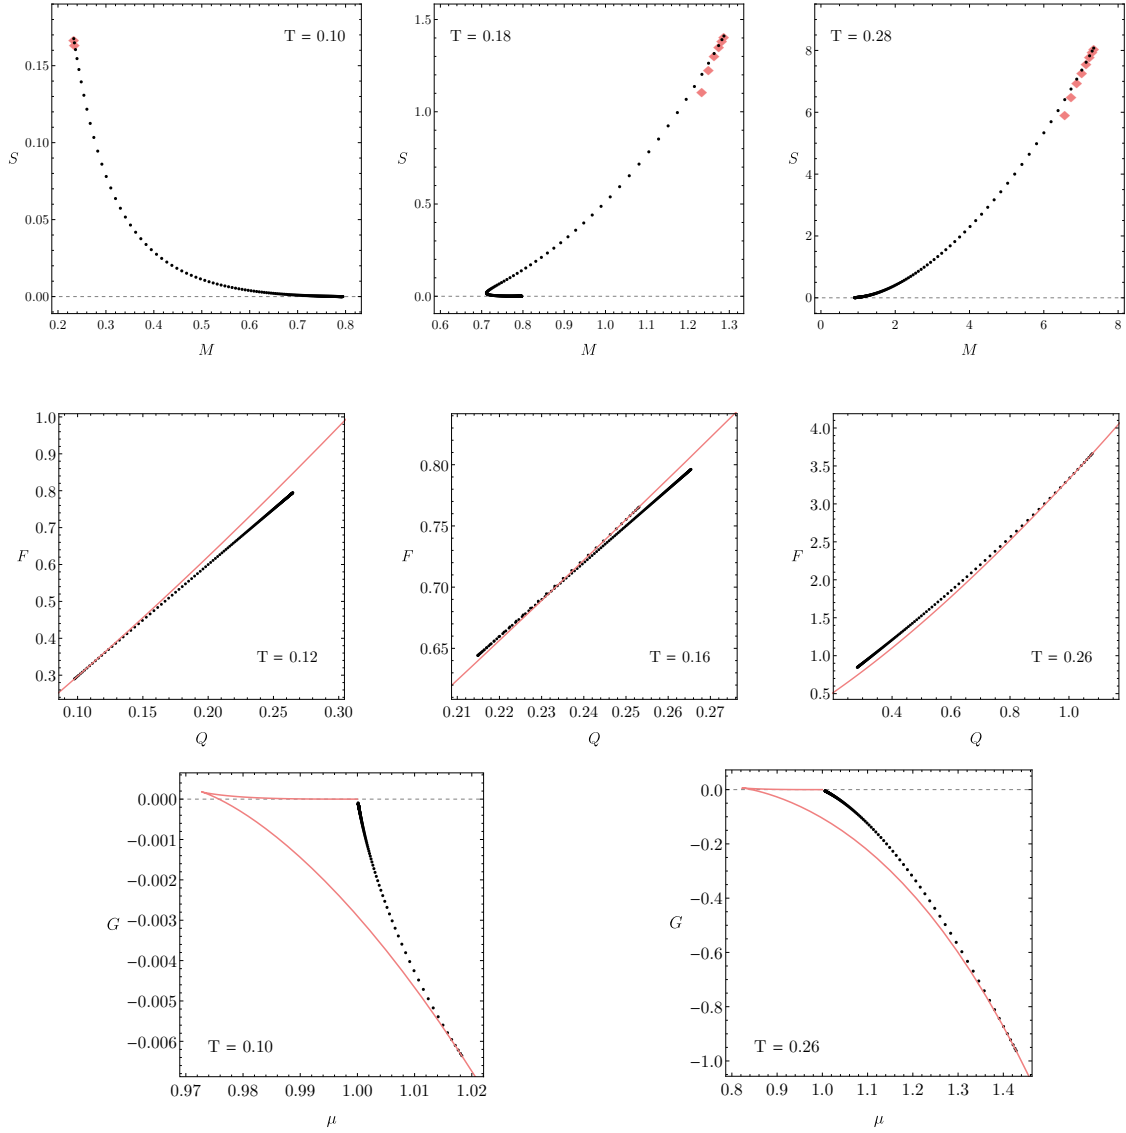 T = 0.10
S
0.15
0.10
0.05
0.00
0.2 0.3 0.4 0.5 0.6 0.7 0.8
M
T = 0.18
S
1.5
1.0
0.5
0.0
0.6 0.7 0.8 0.9 1.0 1.1 1.2 1.3
M
T = 0.28
S
8
6
4
2
0
0 2 4 6 8
M
F
1.0
0.9
0.8
0.7
0.6
0.5
0.4
0.3
T = 0.12
0.10 0.15 0.20 0.25 0.30
Q
F
0.80
0.75
0.70
0.65
T = 0.16
0.21 0.22 0.23 0.24 0.25 0.26 0.27
Q
F
4.0
3.5
3.0
2.5
2.0
1.5
1.0
0.5
T = 0.26
0.4 0.6 0.8 1.0
Q
G
0.000
−0.001
−0.002
−0.003
−0.004
−0.005
−0.006
T = 0.10
0.97 0.98 0.99 1.00 1.01 1.02
μ
G
0.0
−0.2
−0.4
−0.6
−0.8
−1.0
T = 0.26
0.8 0.9 1.0 1.1 1.2 1.3 1.4
μ